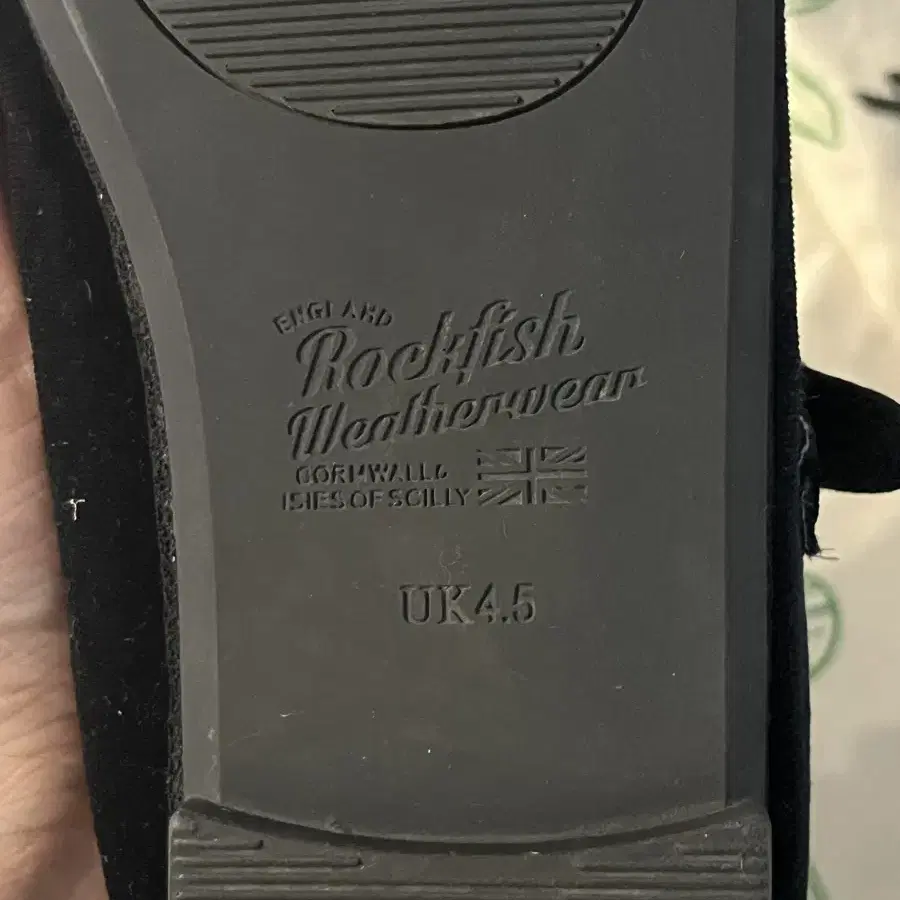 ENGLAND
Rockfish
Weatherwear
CORNWALL &
ISLES OF SCILLY
UK4.5